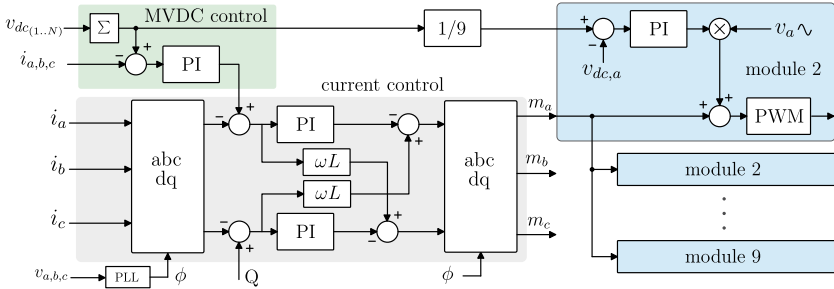 MVDC control
v_dc(1..N)
Σ
1/9
PI
v_a
i_a,b,c
PI
v_dc,a
module 2
current control
i_a
abc
dq
PI
abc
dq
m_a
PWM
i_b
ωL
m_b
module 2
ωL
i_c
PI
m_c
module 9
v_a,b,c
PLL
ϕ
Q
ϕ